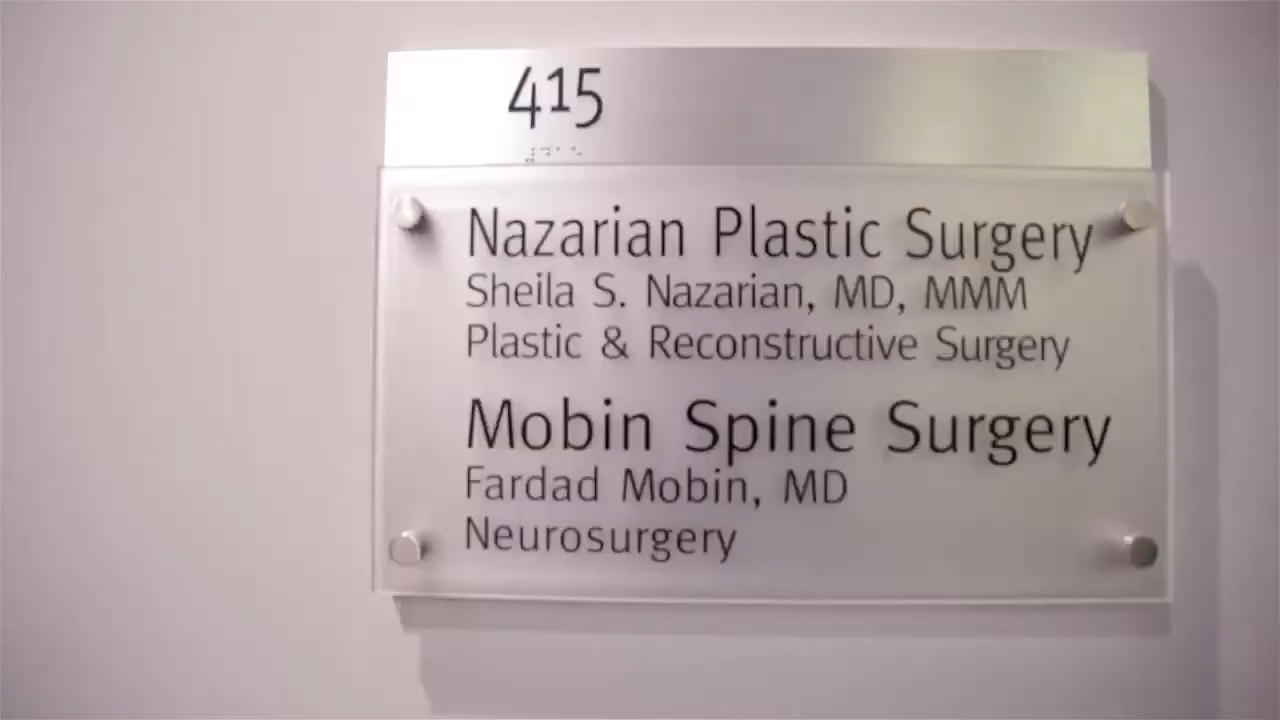 415
Nazarian Plastic Surgery
Sheila S. Nazarian, MD, MMM
Plastic & Reconstructive Surgery
Mobin Spine Surgery
Fardad Mobin, MD
Neurosurgery